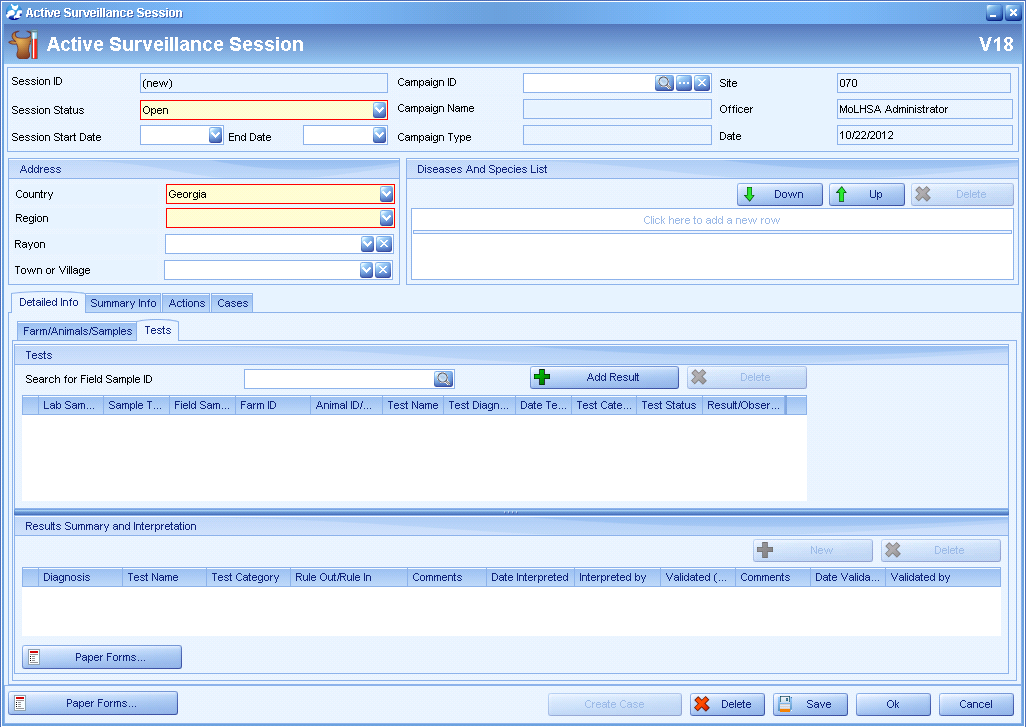 Active Surveillance Session
Active Surveillance Session V18
Session ID (new) Campaign ID Site 070
Session Status Open Campaign Name Officer MoLHSA Administrator
Session Start Date End Date Campaign Type Date 10/22/2012
Address
Country Georgia
Region
Rayon
Town or Village
Diseases And Species List
Down Up Delete
Click here to add a new row
Detailed Info Summary Info Actions Cases
Farm/Animals/Samples Tests
Tests
Search for Field Sample ID Add Result Delete
Lab Sam... Sample T... Field Sam... Farm ID Animal ID/... Test Name Test Diagn... Date Te... Test Cate... Test Status Result/Obser...
Results Summary and Interpretation
New Delete
Diagnosis Test Name Test Category Rule Out/Rule In Comments Date Interpreted Interpreted by Validated (... Comments Date Valida... Validated by
Paper Forms...
Paper Forms... Create Case Delete Save Ok Cancel